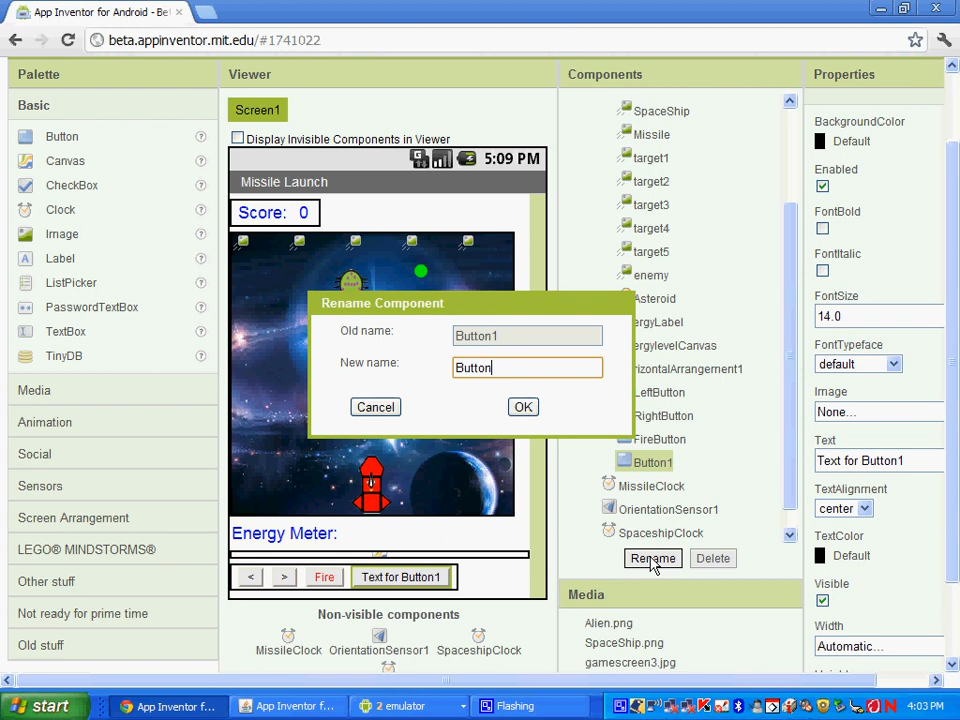 App Inventor for Android - Be
beta.appinventor.mit.edu/#1741022
Palette
Viewer
Components
Properties
Basic
Button
Canvas
CheckBox
Clock
Image
Label
ListPicker
PasswordTextBox
TextBox
TinyDB
Media
Animation
Social
Sensors
Screen Arrangement
LEGO® MINDSTORMS®
Other stuff
Not ready for prime time
Old stuff
Screen1
Display Invisible Components in Viewer
5:09 PM
Missile Launch
Score: 0
Rename Component
Old name:
Button1
New name:
Button
Cancel
OK
Energy Meter:
<
>
Fire
Text for Button1
Non-visible components
MissileClock
OrientationSensor1
SpaceshipClock
SpaceShip
Missile
target1
target2
target3
target4
target5
enemy
Asteroid
ergyLabel
ergylevelCanvas
rizontalArrangement1
LeftButton
RightButton
FireButton
Button1
MissileClock
OrientationSensor1
SpaceshipClock
Rename
Delete
Media
Alien.png
SpaceShip.png
gamescreen3.jpg
BackgroundColor
Default
Enabled
FontBold
FontItalic
FontSize
14.0
FontTypeface
default
Image
None...
Text
Text for Button1
TextAlignment
center
TextColor
Default
Visible
Width
Automatic...
start
App Inventor f...
App Inventor f...
2 emulator
Flashing
4:03 PM